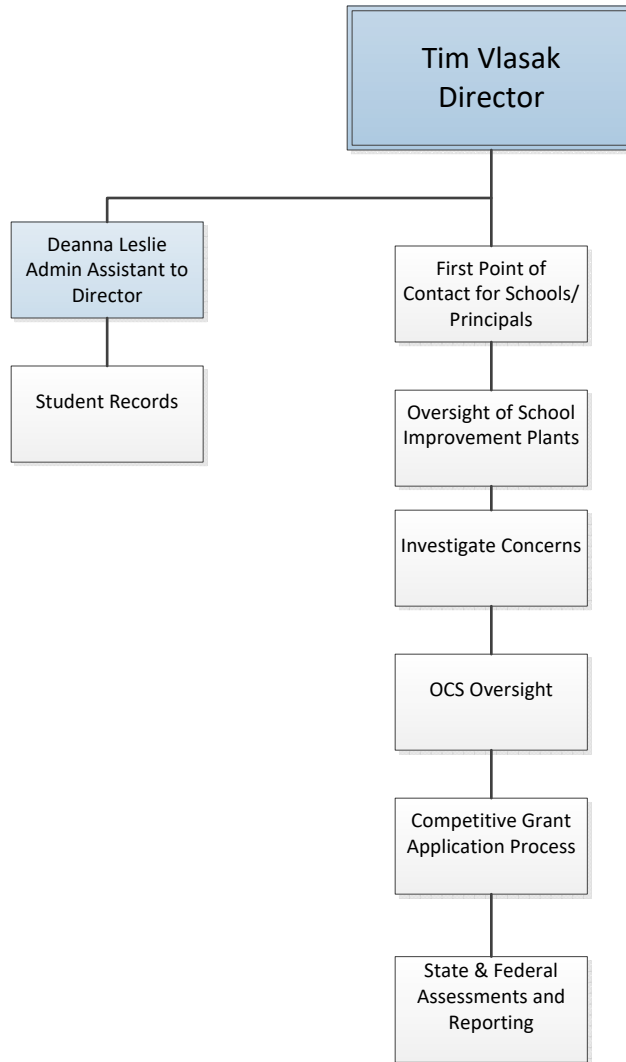 Tim Vlasak
Director
Deanna Leslie
Admin Assistant to
Director
First Point of
Contact for Schools/
Principals
Student Records
Oversight of School
Improvement Plants
Investigate Concerns
OCS Oversight
Competitive Grant
Application Process
State & Federal
Assessments and
Reporting